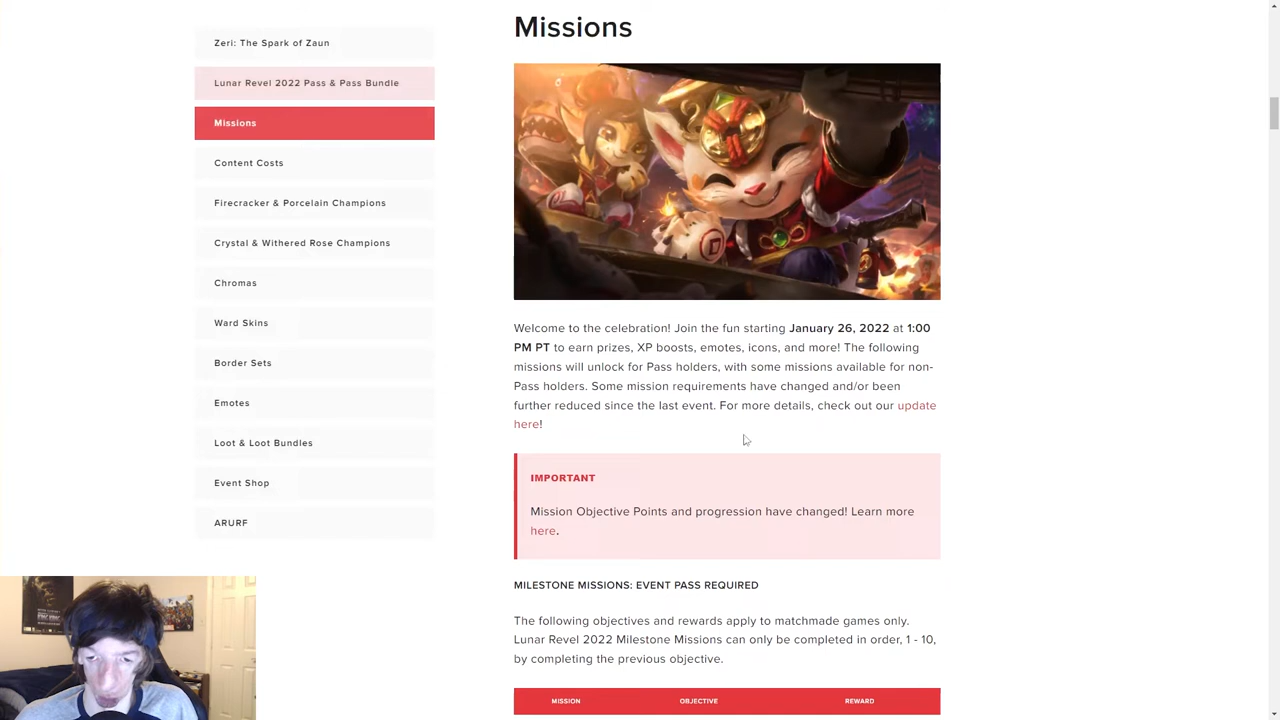 Missions
Zeri: The Spark of Zaun
Lunar Revel 2022 Pass & Pass Bundle
Missions
Content Costs
Firecracker & Porcelain Champions
Crystal & Withered Rose Champions
Chromas
Ward Skins
Border Sets
Emotes
Loot & Loot Bundles
Event Shop
ARURF
Welcome to the celebration! Join the fun starting January 26, 2022 at 1:00
PM PT to earn prizes, XP boosts, emotes, icons, and more! The following
missions will unlock for Pass holders, with some missions available for non-
Pass holders. Some mission requirements have changed and/or been
further reduced since the last event. For more details, check out our update
here!
IMPORTANT
Mission Objective Points and progression have changed! Learn more
here.
MILESTONE MISSIONS: EVENT PASS REQUIRED
The following objectives and rewards apply to matchmade games only.
Lunar Revel 2022 Milestone Missions can only be completed in order, 1 - 10,
by completing the previous objective.
MISSION OBJECTIVE REWARD